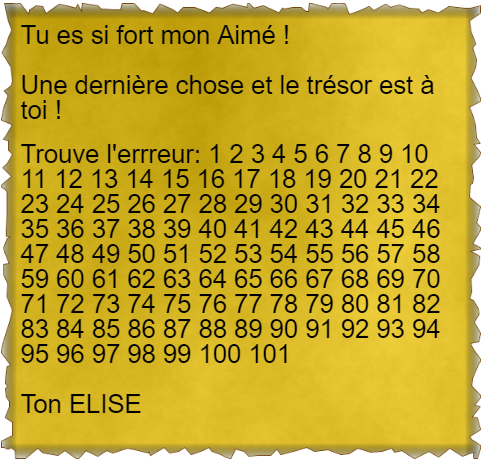 Tu es si fort mon Aimé !
Une dernière chose et le trésor est à
toi !
Trouve l'errreur: 1 2 3 4 5 6 7 8 9 10
11 12 13 14 15 16 17 18 19 20 21 22
23 24 25 26 27 28 29 30 31 32 33 34
35 36 37 38 39 40 41 42 43 44 45 46
47 48 49 50 51 52 53 54 55 56 57 58
59 60 61 62 63 64 65 66 67 68 69 70
71 72 73 74 75 76 77 78 79 80 81 82
83 84 85 86 87 88 89 90 91 92 93 94
95 96 97 98 99 100 101
Ton ELISE